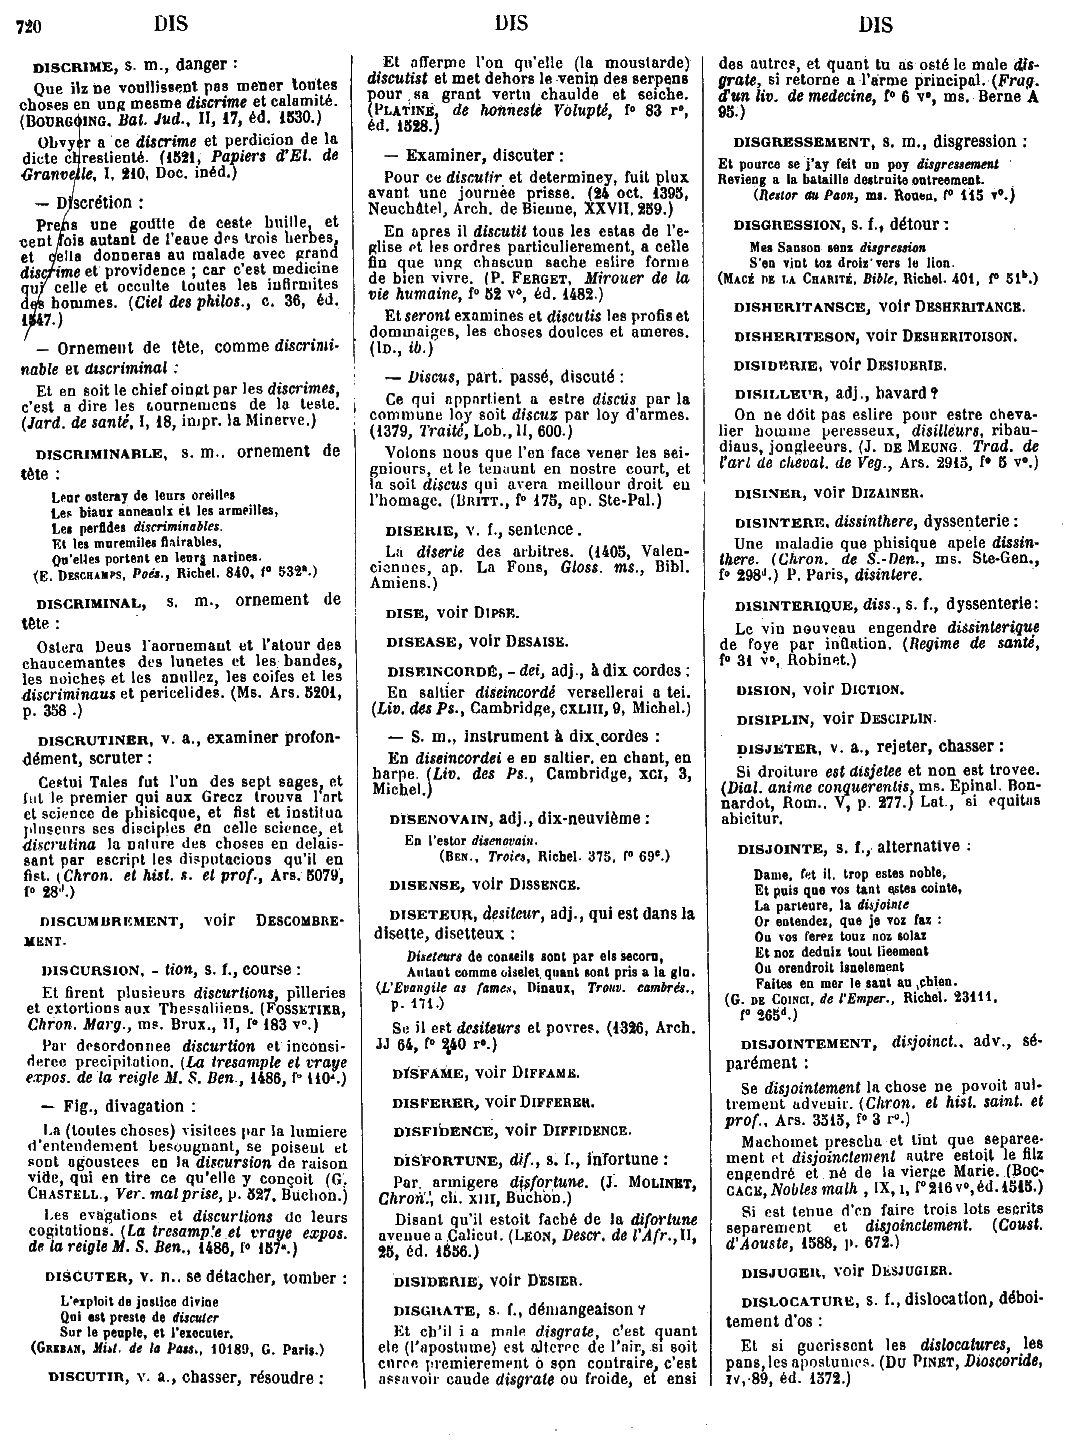 720 DIS DIS DIS
DISCRIME, s. m., danger :
Que ilz ne voullissent pas mener toutes
choses en ung mesme discrime et calamité.
(BOURGOING. Bat. Jud., II, 17, éd. 1530.)
Obvyer a ce discrime et perdicion de la
dicte chrestienté. (1521, Papiers d'Et. de
Granvelle, I, 210, Doc. inéd.)
— Discrétion :
Prens une goutte de ceste huille, et
cent fois autant de l'eaue des trois herbes,
et cella donneras au malade avec grand
discrime et providence ; car c'est medicine
qui celle et occulte toutes les infirmites
des hommes. (Ciel des philos., c. 36, éd.
1547.)
— Ornement de tête, comme discrimi-
nable et discriminal :
Et en soit le chief oingt par les discrimes,
c'est a dire les tournemens de la teste.
(Jard. de santé, I, 18, impr. la Minerve.)
DISCRIMINABLE, s. m., ornement de
tête :
Leur osteray de leurs oreilles
Les biaux anneaulx et les armeilles,
Les perfides discriminables.
Et les muremiles flairables,
Qu'elles portent en leurs narines.
(E. DESCHAMPS, Poés., Richel. 840, f° 532ª.)
DISCRIMINAL, s. m., ornement de
tête :
Ostera Deus l'aornemant et l'atour des
chaucemantes des lunetes et les bandes,
les noiches et les anullez, les coifes et les
discriminaus et pericelides. (Ms. Ars. 5201,
p. 358.)
DISCRUTINER, v. a., examiner profon-
dément, scruter :
Cestui Tales fut l'un des sept sages, et
fut le premier qui aux Grecz trouva l'art
et science de phisicque, et fist et institua
pluseurs ses disciples en celle science, et
discrutina la nature des choses en delais-
sant par escript les disputacions qu'il en
fist. (Chron. et hist. s. et prof., Ars. 5079,
f° 28ᵈ.)
DISCUMBREMENT, voir DESCOMBRE-
MENT.
DISCURSION, - tion, s. f., course :
Et firent plusieurs discurtions, pilleries
et extortions aux Thessaliiens. (FOSSETIER,
Chron. Marg., ms. Brux., II, f° 183 v°.)
Par desordonnee discurtion et inconsi-
deree precipitation. (La tresample et vraye
expos. de la reigle M. S. Ben., 1486, f° 110ª.)
— Fig., divagation :
La (toutes choses) visitees par la lumiere
d'entendement besougnant, se poisent et
sont agoustees en la discursion de raison
vide, qui en tire ce qu'elle y conçoit (G.
CHASTELL., Ver. mal prise, p. 527, Buchon.)
Les evagations et discurtions de leurs
cogitations. (La tresample et vraye expos.
de la reigle M. S. Ben., 1486, f° 157ª.)
DISCUTER, v. n., se détacher, tomber :
L'exploit de justice divine
Qui est preste de discuter
Sur le peuple, et l'executer.
(GREBAN, Mist. de la Pass., 10189, G. Paris.)
DISCUTIR, v. a., chasser, résoudre :
Et afferme l'on qu'elle (la moustarde)
discutist et met dehors le venin des serpens
pour sa grant vertu chaulde et seiche.
(PLATINE, de honneste Volupté, f° 83 r°,
éd. 1528.)
— Examiner, discuter :
Pour ce discutir et determiney, fuit plux
avant une journée prisse. (24 oct. 1395,
Neuchâtel, Arch. de Bienne, XXVII, 259.)
En apres il discutit tous les estas de l'e-
glise et les ordres particulierement, a celle
fin que ung chascun sache eslire forme
de bien vivre. (P. FERGET, Mirouer de la
vie humaine, f° 52 v°, éd. 1482.)
Et seront examines et discutis les profis et
dommaiges, les choses doulces et ameres.
(ID., ib.)
— Discus, part. passé, discuté :
Ce qui appartient a estre discús par la
commune loy soit discuz par loy d'armes.
(1379, Traité, Lob., II, 600.)
Volons nous que l'en face vener les sei-
gniours, et le tenaunt en nostre court, et
la soit discus qui avera meillour droit eu
l'homage. (BRITT., f° 175, ap. Ste-Pal.)
DISERIE, v. f., sentence.
La diserie des arbitres. (1405, Valen-
ciennes, ap. La Fons, Gloss. ms., Bibl.
Amiens.)
DISE, voir DIPSE.
DISEASE, voir DESAISE.
DISEINCORDÉ, - dei, adj., à dix cordes :
En saltier diseincordé versellerai a tei.
(Liv. des Ps., Cambridge, CXLIII, 9, Michel.)
— S. m., instrument à dix cordes :
En diseincordei e en saltier, en chant, en
harpe. (Liv. des Ps., Cambridge, XCI, 3,
Michel.)
DISENOVAIN, adj., dix-neuvième :
En l'estor disenovain.
(BEN., Troies, Richel. 375, f° 69ᵉ.)
DISENSE, voir DISSENCE.
DISETEUR, desiteur, adj., qui est dans la
disette, disetteux :
Diseteurs de conseils sont par els secoru,
Autant comme oiselet quant sont pris a la glu.
(L'Evangile as fames, Dinaux, Trouv. cambrés.,
p. 171.)
Se il est desiteurs et povres. (1326, Arch.
JJ 64, f° 240 r°.)
DISFAME, voir DIFFAME.
DISFERER, voir DIFFERER.
DISFIDENCE, voir DIFFIDENCE.
DISFORTUNE, dif., s. f., infortune :
Par armigere disfortune. (J. MOLINET,
Chron., ch. XIII, Buchon.)
Disant qu'il estoit faché de la difortune
avenue a Calicut. (LEON, Descr. de l'Afr., II,
25, éd. 1556.)
DISIDERIE, voir DESIER.
DISGRATE, s. f., démangeaison ?
Et ch'il i a male disgrate, c'est quant
ele (l'apostume) est alteree de l'air, si soit
curee premierement o son contraire, c'est
assavoir caude disgrate ou froide, et ensi
des autres, et quant tu as osté le male dis-
grate, si retorne a l'arme principal. (Frag.
d'un liv. de medecine, f° 6 v°, ms. Berne A
95.)
DISGRESSEMENT, s. m., disgression :
Et pource se j'ay feit un poy disgressement
Revieng a la bataille destruite outreement.
(Restor du Paon, ms. Rouen, f° 115 v°.)
DISGRESSION, s. f., détour :
Mes Sanson senz disgression
S'en vint toz droiz vers le lion.
(MACÉ DE LA CHARITÉ, Bible, Richel. 401, f° 51ᵇ.)
DISHERITANSCE, voir DESHERITANCE.
DISHERITESON, voir DESHERITOISON.
DISIDERIE, voir DESIDERIE.
DISILLEUR, adj., havard ?
On ne doit pas eslire pour estre cheva-
lier homme peresseux, disilleurs, ribau-
diaus, jongleeurs. (J. DE MEUNG. Trad. de
l'art de cheval. de Veg., Ars. 2915, f° 5 v°.)
DISINER, voir DIZAINER.
DISINTERE, dissinthere, dyssenterie :
Une maladie que phisique apele dissin-
there. (Chron. de S.-Den., ms. Ste-Gen.,
f° 298ᵈ.) P. Paris, disintere.
DISINTERIQUE, diss., s. f., dyssenterie :
Le vin nouveau engendre dissinterique
de foye par inflation. (Regime de santé,
f° 31 v°, Robinet.)
DISION, voir DICTION.
DISIPLIN, voir DESCIPLIN.
DISJETER, v. a., rejeter, chasser :
Si droiture est disjetee et non est trovee.
(Dial. anime conquerentis, ms. Epinal. Bon-
nardot, Rom., V, p. 277.) Lat., si equitas
abicitur.
DISJOINTE, s. f., alternative :
Dame, fet il, trop estes noble,
Et puis que vos tant estes cointe,
La parteure, la disjointe
Or entendez, que je voz faz :
Ou vos ferez touz noz solaz
Et noz deduiz tout lieement
Ou orendroit isnelement
Faites en mer le saut au chien.
(G. DE COINCI, de l'Emper., Richel. 23111,
f° 265ᵈ.)
DISJOINTEMENT, disjoinct., adv., sé-
parément :
Se disjointement la chose ne povoit aul-
trement advenir. (Chron. et hist. saint. et
prof., Ars. 3515, f° 3 r°.)
Machomet prescha et tint que separee-
ment et disjoinctement autre estoit le filz
engendré et né de la vierge Marie. (BOC-
CACE, Nobles malh., IX, 1, f° 216 v°, éd. 1515.)
Si est tenue d'en faire trois lots escrits
separement et disjoinctement. (Coust.
d'Aouste, 1588, p. 672.)
DISJUGER, voir DESJUGIER.
DISLOCATURE, s. f., dislocation, déboi-
tement d'os :
Et si guerissent les dislocatures, les
pans, les apostumes. (DU PINET, Dioscoride,
IV, 89, éd. 1572.)